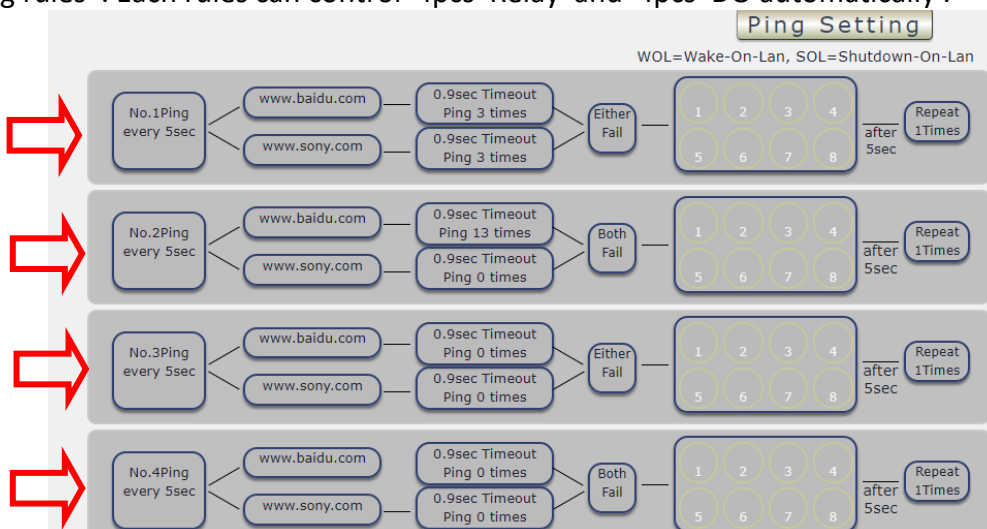 g rules . Each rules can control 4pcs Relay and 4pcs DO automatically .
Ping Setting
WOL=Wake-On-Lan, SOL=Shutdown-On-Lan
No.1Ping
every 5sec
www.baidu.com
www.sony.com
0.9sec Timeout
Ping 3 times
0.9sec Timeout
Ping 3 times
Either
Fail
1 2 3 4
5 6 7 8
after
5sec
Repeat
1Times
No.2Ping
every 5sec
www.baidu.com
www.sony.com
0.9sec Timeout
Ping 13 times
0.9sec Timeout
Ping 0 times
Both
Fail
1 2 3 4
5 6 7 8
after
5sec
Repeat
1Times
No.3Ping
every 5sec
www.baidu.com
www.sony.com
0.9sec Timeout
Ping 0 times
0.9sec Timeout
Ping 0 times
Either
Fail
1 2 3 4
5 6 7 8
after
5sec
Repeat
1Times
No.4Ping
every 5sec
www.baidu.com
www.sony.com
0.9sec Timeout
Ping 0 times
0.9sec Timeout
Ping 0 times
Both
Fail
1 2 3 4
5 6 7 8
after
5sec
Repeat
1Times